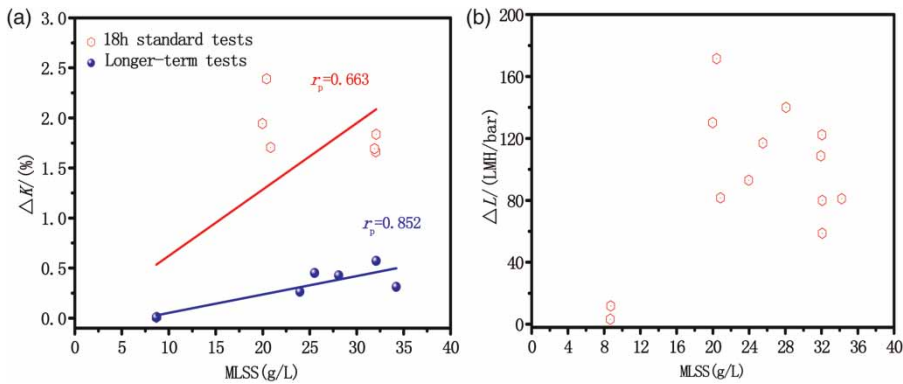 (a)
3.0
2.5
2.0
1.5
1.0
0.5
0.0
△K/(%)
18h standard tests
Longer-term tests
rp=0.663
rp=0.852
0 5 10 15 20 25 30 35 40
MLSS(g/L)
(b)
160
120
80
40
0
△L/(LMH/bar)
0 4 8 12 16 20 24 28 32 36 40
MLSS(g/L)